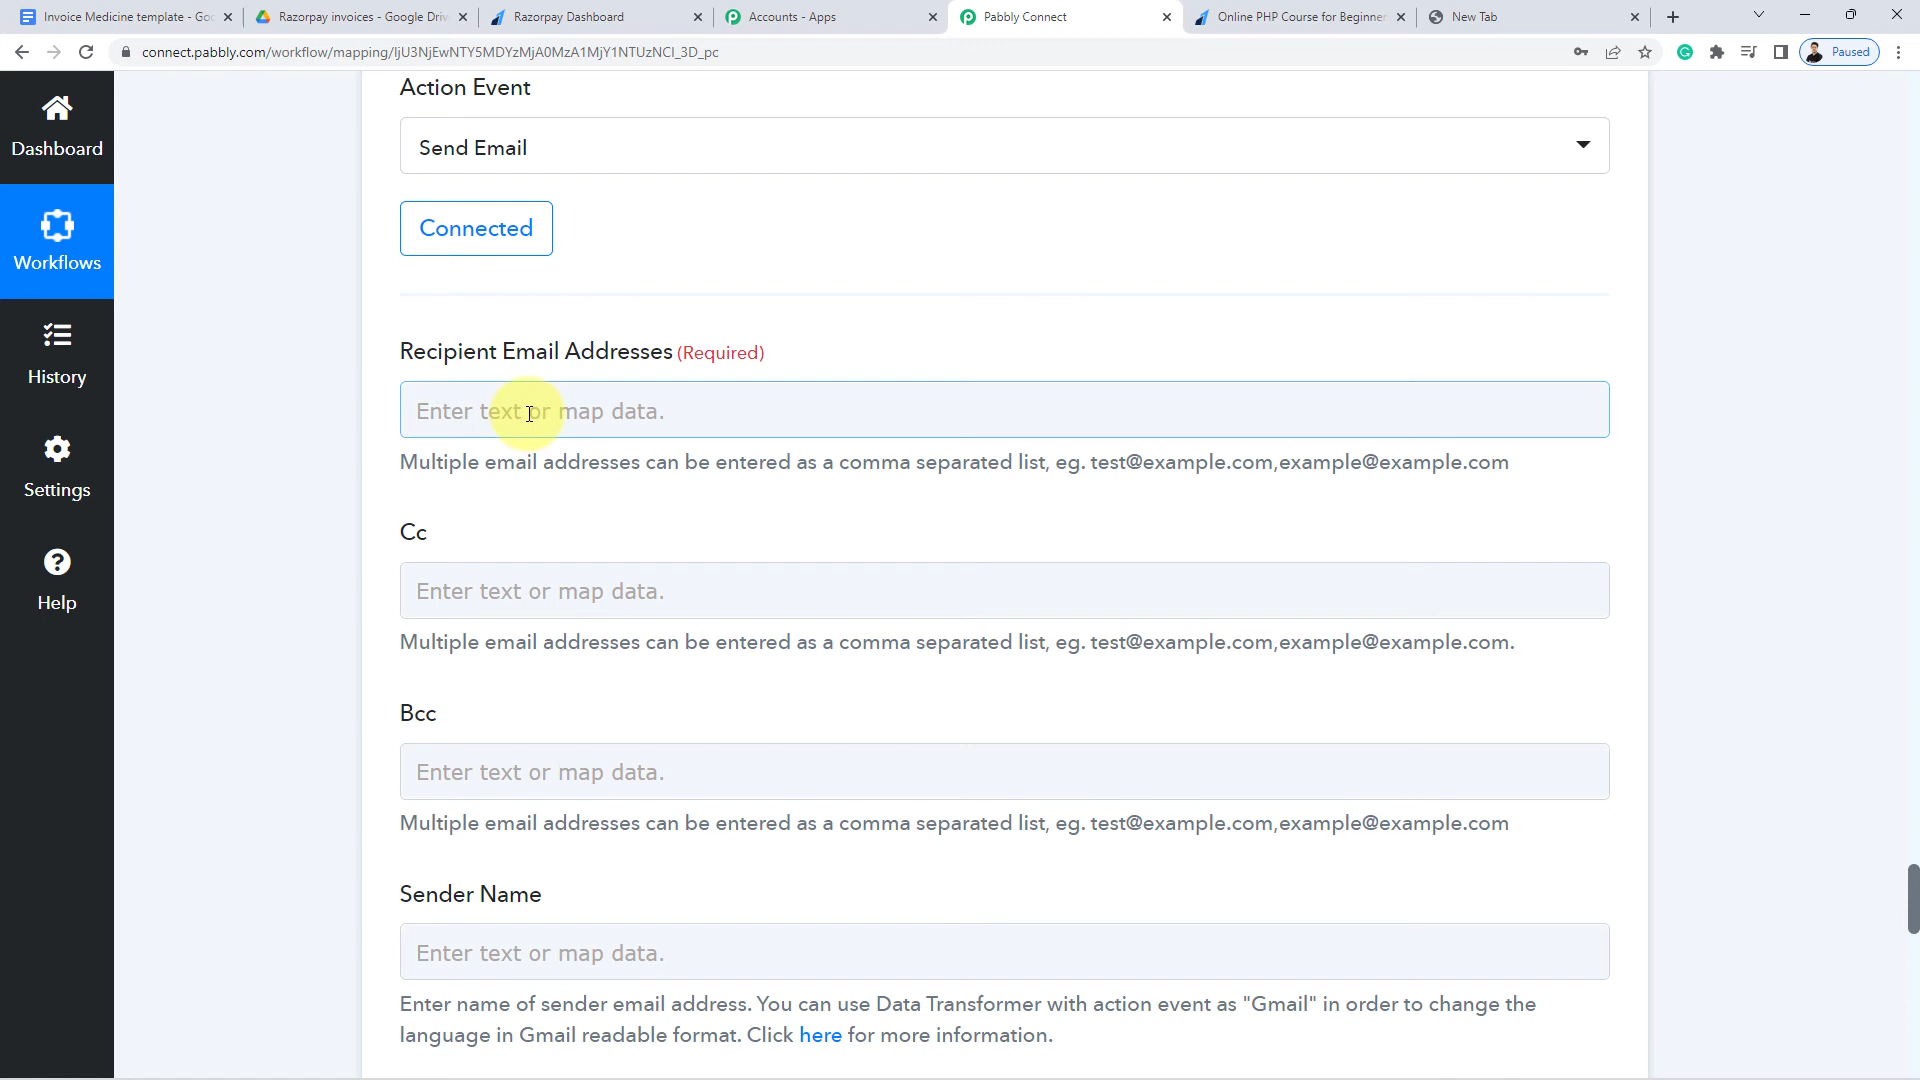 Invoice Medicine template - Goo
Razorpay invoices - Google Driv
Razorpay Dashboard
Accounts - Apps
Pabbly Connect
Online PHP Course for Beginner
New Tab
connect.pabbly.com/workflow/mapping/IjU3NjEwNTY5MDYzMjA0MzA1MjY1NTUzNCI_3D_pc
Paused
Dashboard
Workflows
History
Settings
Help
Action Event
Send Email
Connected
Recipient Email Addresses (Required)
Enter text or map data.
Multiple email addresses can be entered as a comma separated list, eg. test@example.com,example@example.com
Cc
Enter text or map data.
Multiple email addresses can be entered as a comma separated list, eg. test@example.com,example@example.com.
Bcc
Enter text or map data.
Multiple email addresses can be entered as a comma separated list, eg. test@example.com,example@example.com
Sender Name
Enter text or map data.
Enter name of sender email address. You can use Data Transformer with action event as "Gmail" in order to change the
language in Gmail readable format. Click here for more information.